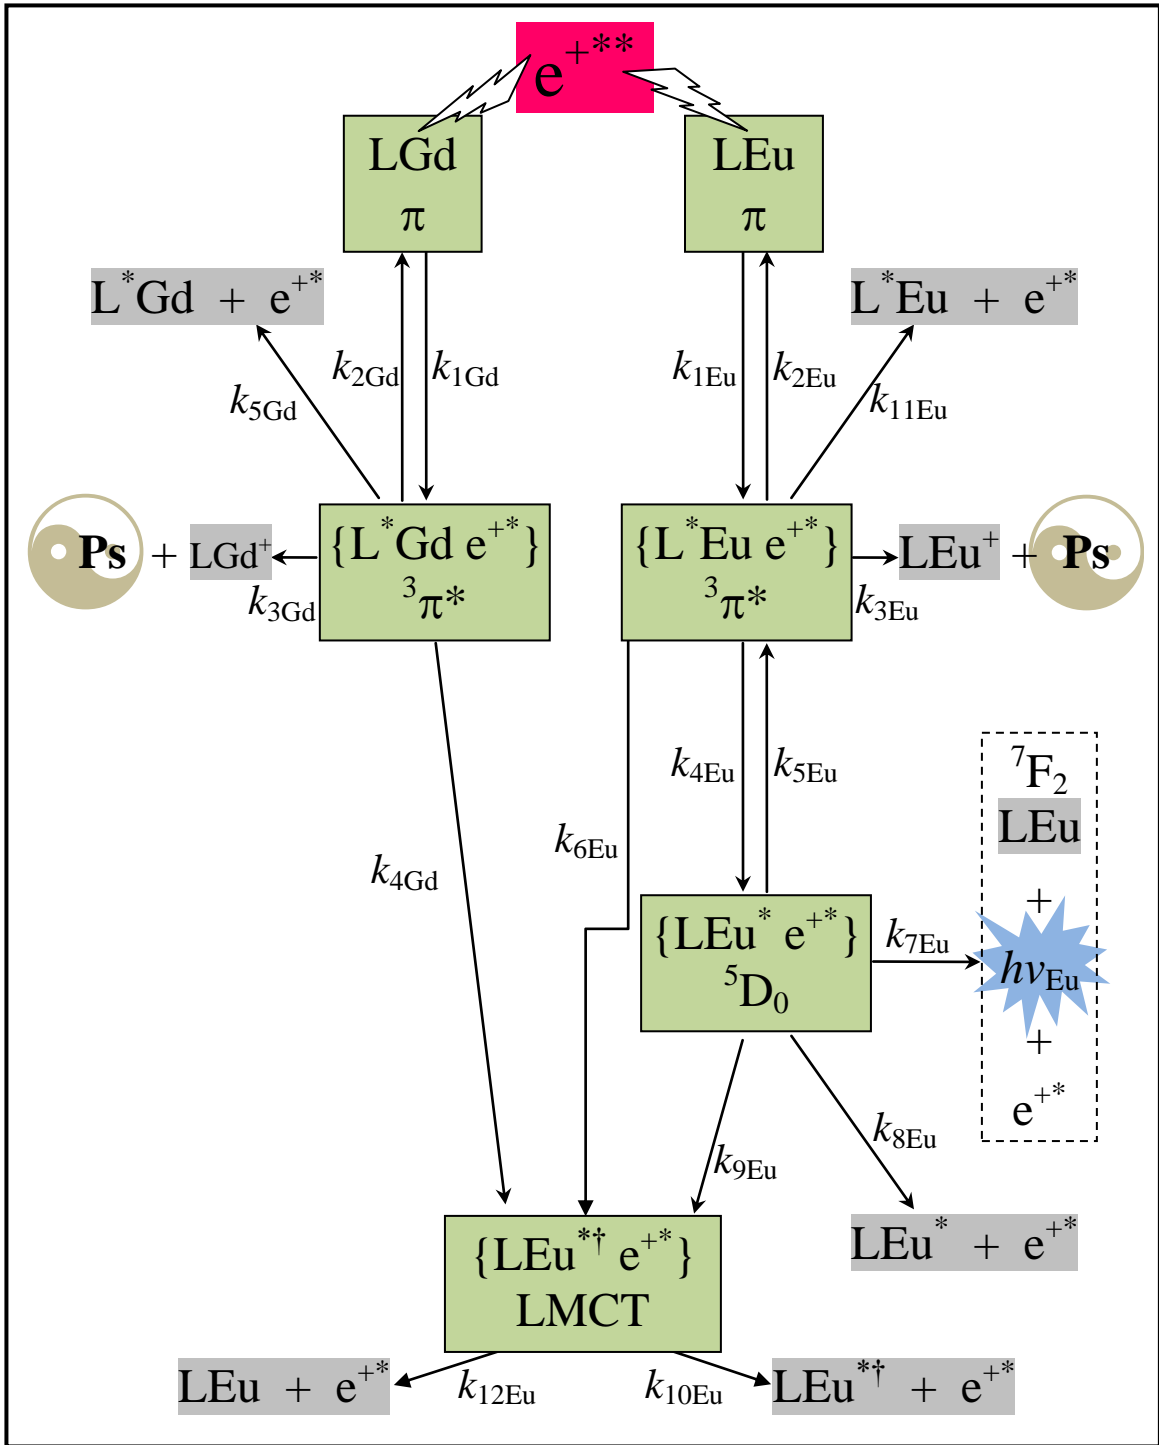 e⁺**
LGd
π
LEu
π
L*Gd + e⁺*
L*Eu + e⁺*
k2Gd
k1Gd
k1Eu
k2Eu
k5Gd
k11Eu
Ps + LGd⁺
{L*Gd e⁺*}
³π*
{L*Eu e⁺*}
³π*
LEu⁺ + Ps
k3Gd
k3Eu
k4Eu
k5Eu
k6Eu
k4Gd
⁷F₂
LEu
+
hνEu
+
e⁺*
{LEu* e⁺*}
⁵D₀
k7Eu
k8Eu
k9Eu
{LEu*† e⁺*}
LMCT
LEu* + e⁺*
LEu + e⁺*
k12Eu
k10Eu
LEu*† + e⁺*